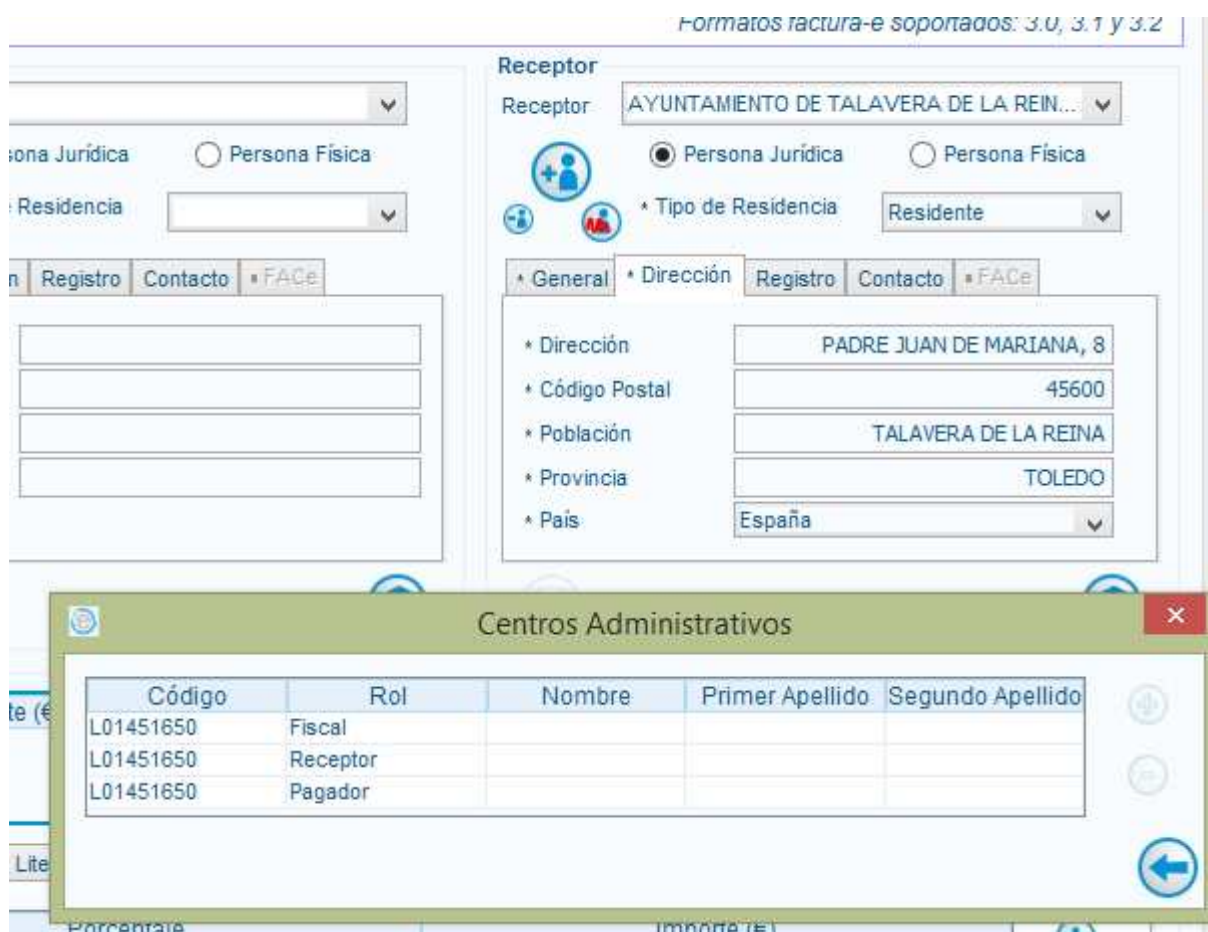 Formatos factura-e soportados: 3.0, 3.1 y 3.2
Receptor
Receptor AYUNTAMIENTO DE TALAVERA DE LA REIN...
sona Jurídica Persona Física
Persona Jurídica Persona Física
Residencia
* Tipo de Residencia Residente
n Registro Contacto * FACe
* General * Dirección Registro Contacto * FACe
* Dirección PADRE JUAN DE MARIANA, 8
* Código Postal 45600
* Población TALAVERA DE LA REINA
* Provincia TOLEDO
* País España
Centros Administrativos
te (€
Código Rol Nombre Primer Apellido Segundo Apellido
L01451650 Fiscal
L01451650 Receptor
L01451650 Pagador
Lite
Porcentaje Importe (€)